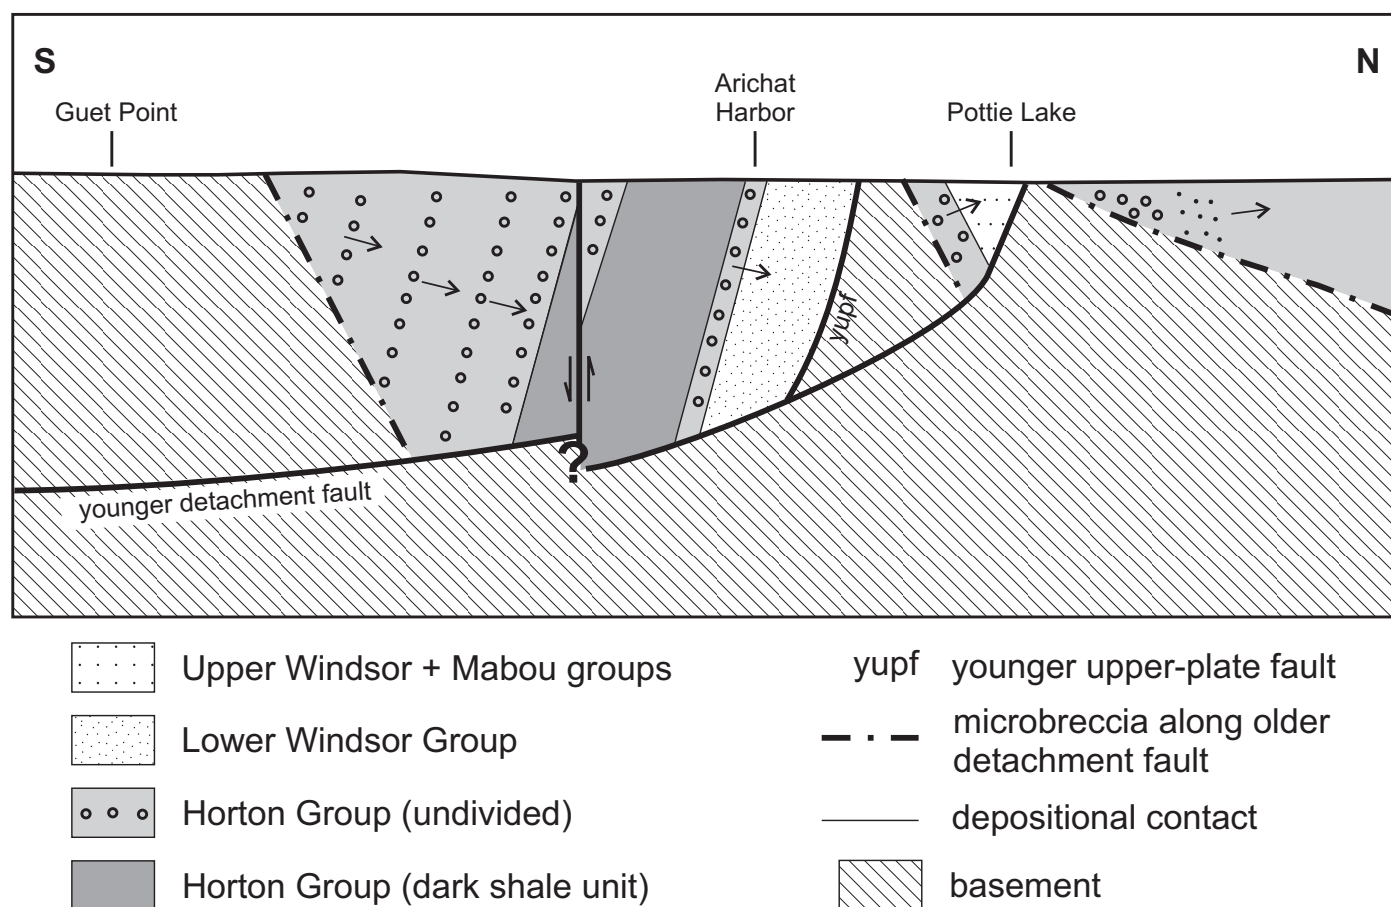 S
N
Guet Point
Arichat
Harbor
Pottie Lake
yupf
?
younger detachment fault
Upper Windsor + Mabou groups
Lower Windsor Group
Horton Group (undivided)
Horton Group (dark shale unit)
yupf younger upper-plate fault
microbreccia along older
detachment fault
depositional contact
basement